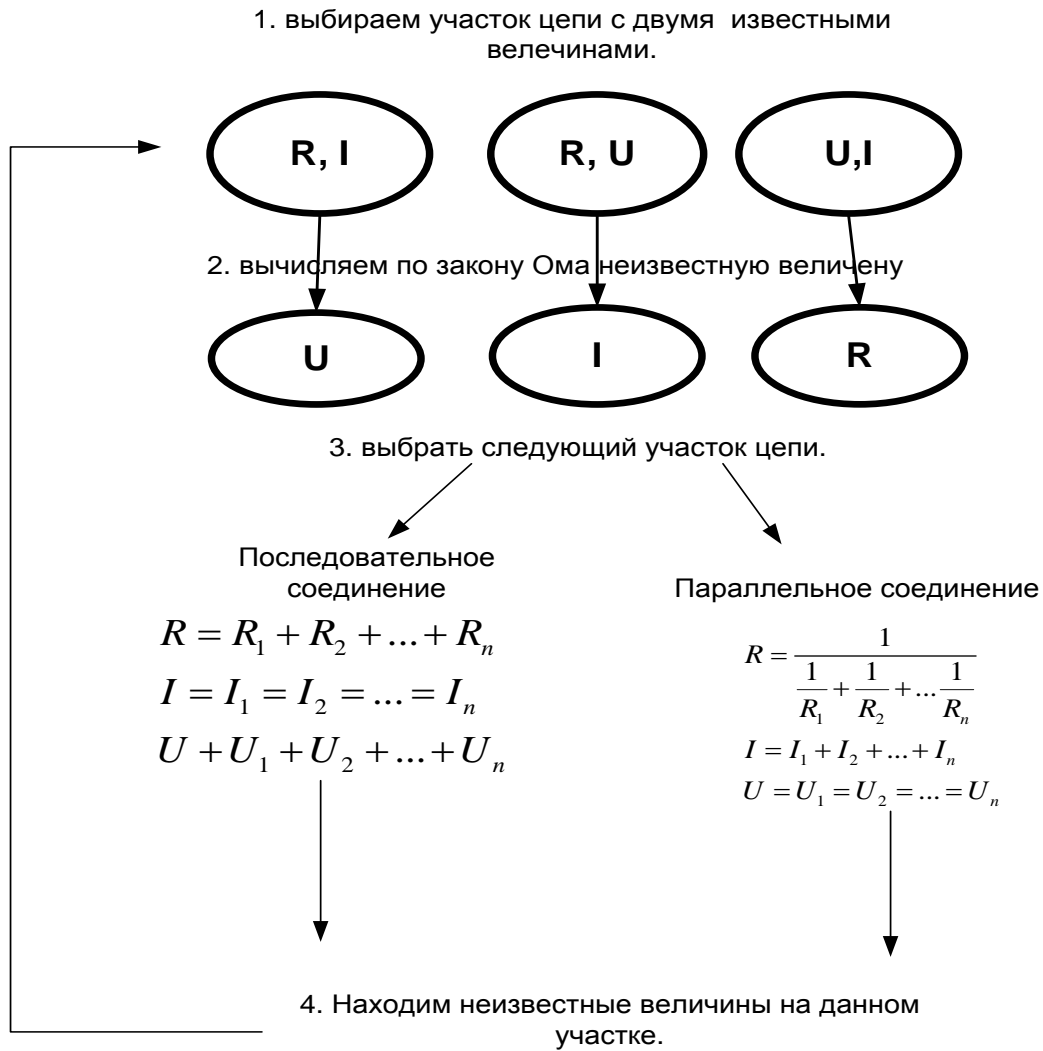 1. выбираем участок цепи с двумя известными
велечинами.
R, I
R, U
U,I
2. вычисляем по закону Ома неизвестную величену
U
I
R
3. выбрать следующий участок цепи.
Последовательное
соединение
R = R₁ + R₂ + ... + Rₙ
I = I₁ = I₂ = ... = Iₙ
U + U₁ + U₂ + ... + Uₙ
Параллельное соединение
R = 1 / (1/R₁ + 1/R₂ + ... 1/Rₙ)
I = I₁ + I₂ + ... + Iₙ
U = U₁ = U₂ = ... = Uₙ
4. Находим неизвестные величины на данном
участке.